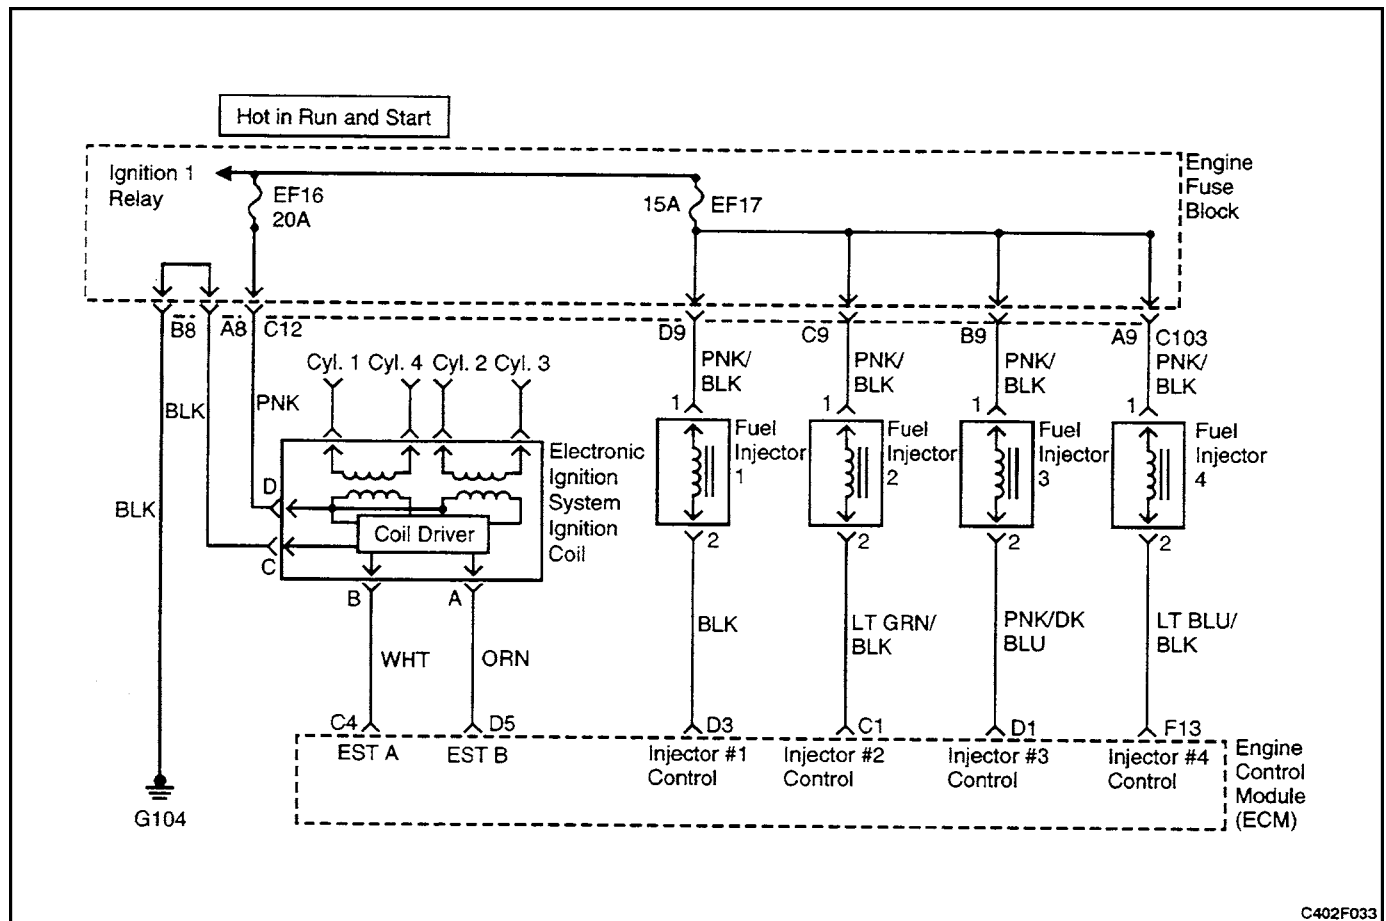 Hot in Run and Start
Ignition 1
Relay
EF16
20A
15A
EF17
Engine
Fuse
Block
B8
A8
C12
D9
C9
B9
A9
C103
Cyl. 1
Cyl. 4
Cyl. 2
Cyl. 3
BLK
PNK
PNK/
BLK
PNK/
BLK
PNK/
BLK
PNK/
BLK
1
1
1
1
Fuel
Injector
1
Fuel
Injector
2
Fuel
Injector
3
Fuel
Injector
4
Electronic
Ignition
System
Ignition
Coil
D
Coil Driver
C
BLK
2
2
2
2
B
A
WHT
ORN
BLK
LT GRN/
BLK
PNK/DK
BLU
LT BLU/
BLK
C4
D5
D3
C1
D1
F13
EST A
EST B
Injector #1
Control
Injector #2
Control
Injector #3
Control
Injector #4
Control
Engine
Control
Module
(ECM)
G104
C402F033